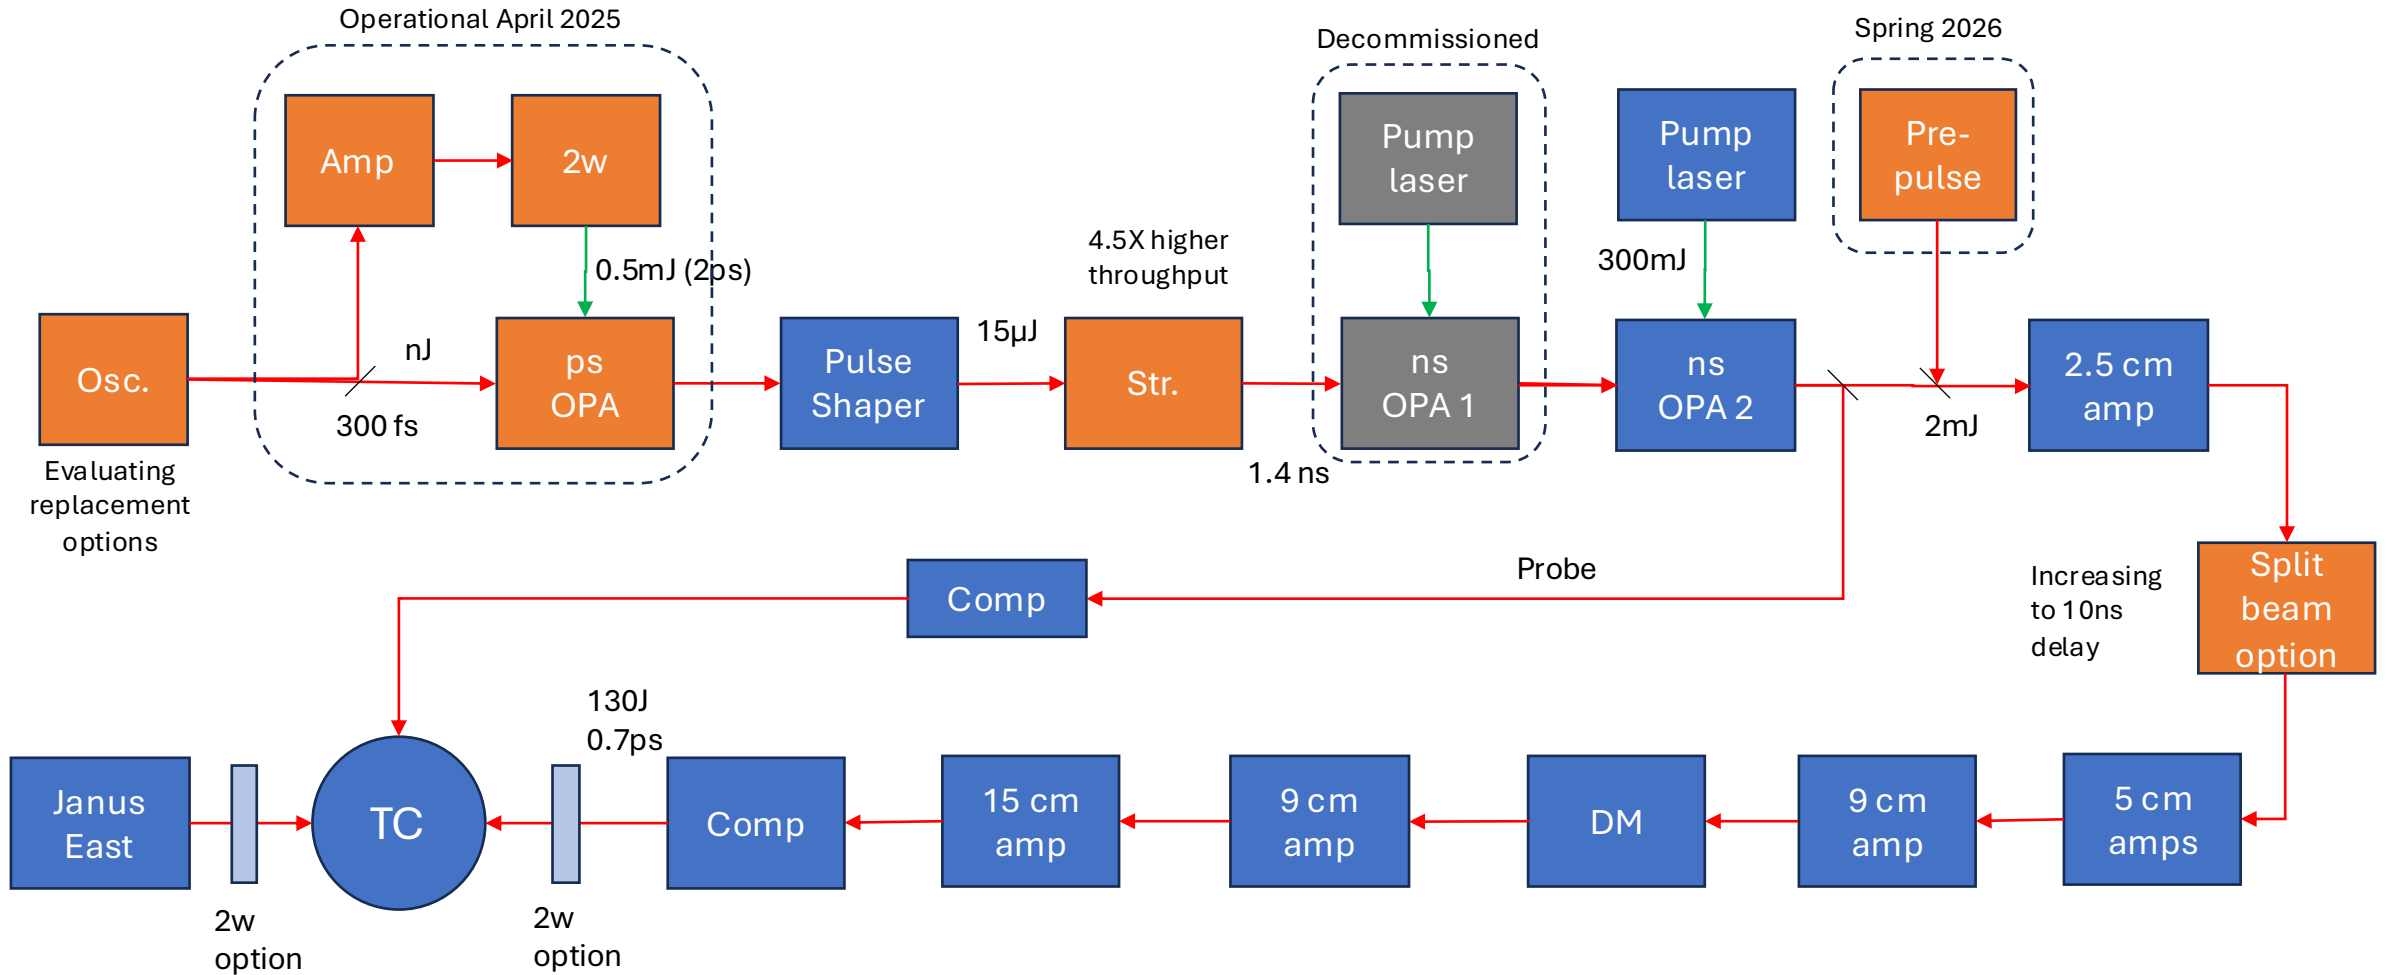 Operational April 2025
Decommissioned
Spring 2026
Amp
2w
Pump
laser
Pump
laser
Pre-
pulse
0.5mJ (2ps)
4.5X higher
throughput
300mJ
Osc.
nJ
300 fs
ps
OPA
Pulse
Shaper
15µJ
Str.
1.4 ns
ns
OPA 1
ns
OPA 2
2mJ
2.5 cm
amp
Evaluating
replacement
options
Comp
Probe
Increasing
to 10ns
delay
Split
beam
option
130J
0.7ps
Janus
East
TC
Comp
15 cm
amp
9 cm
amp
DM
9 cm
amp
5 cm
amps
2w
option
2w
option